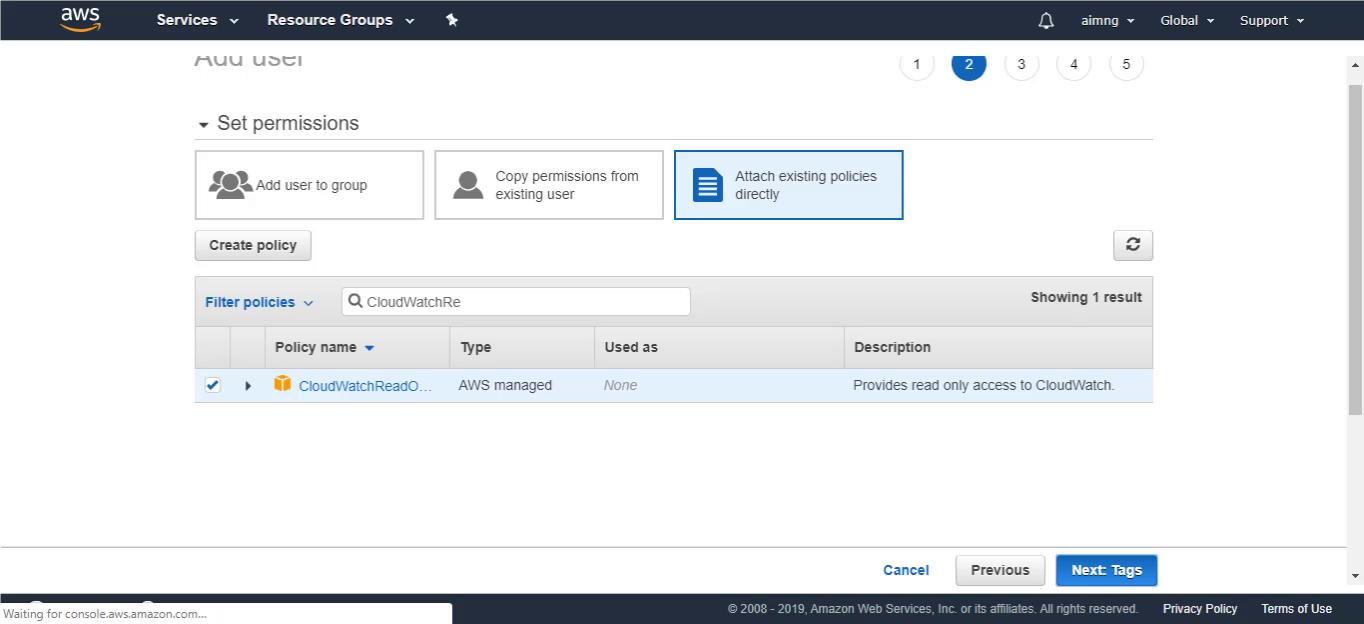 aws Services Resource Groups aimng Global Support
Add user 1 2 3 4 5
Set permissions
Add user to group
Copy permissions from
existing user
Attach existing policies
directly
Create policy
Filter policies CloudWatchRe Showing 1 result
Policy name Type Used as Description
CloudWatchReadO... AWS managed None Provides read only access to CloudWatch.
Cancel Previous Next: Tags
Waiting for console.aws.amazon.com...
© 2008 - 2019, Amazon Web Services, Inc. or its affiliates. All rights reserved. Privacy Policy Terms of Use